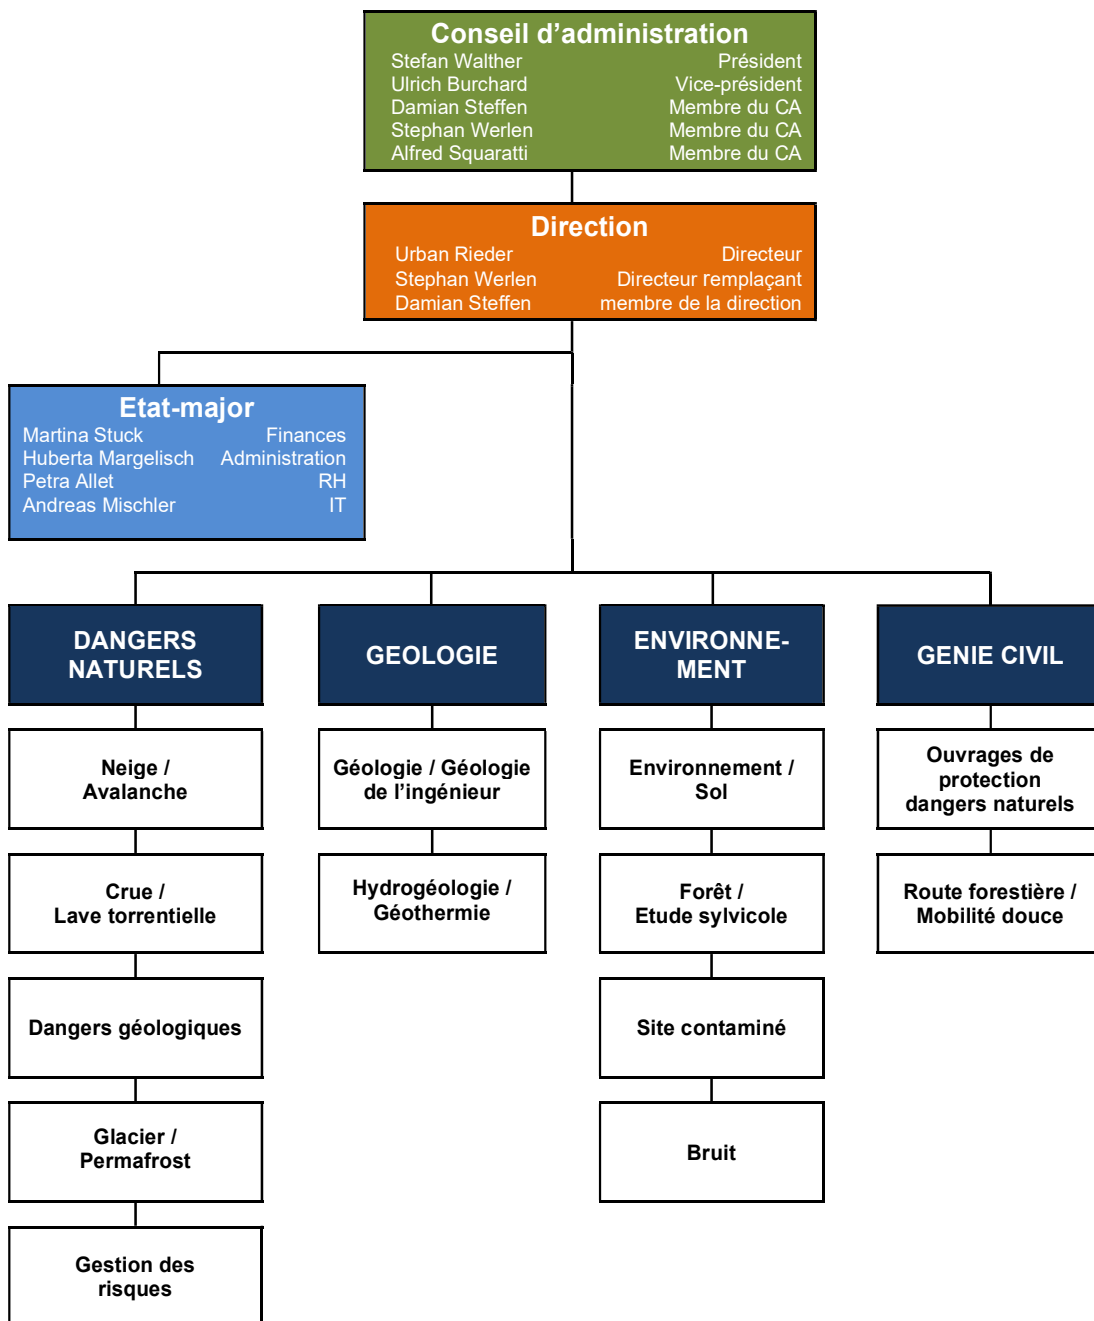 Conseil d’administration
Stefan Walther Président
Ulrich Burchard Vice-président
Damian Steffen Membre du CA
Stephan Werlen Membre du CA
Alfred Squaratti Membre du CA
Direction
Urban Rieder Directeur
Stephan Werlen Directeur remplaçant
Damian Steffen membre de la direction
Etat-major
Martina Stuck Finances
Huberta Margelisch Administration
Petra Allet RH
Andreas Mischler IT
DANGERS
NATURELS
GEOLOGIE
ENVIRONNE-
MENT
GENIE CIVIL
Neige /
Avalanche
Géologie / Géologie
de l’ingénieur
Environnement /
Sol
Ouvrages de
protection
dangers naturels
Crue /
Lave torrentielle
Hydrogéologie /
Géothermie
Forêt /
Etude sylvicole
Route forestière /
Mobilité douce
Dangers géologiques
Site contaminé
Glacier /
Permafrost
Bruit
Gestion des
risques